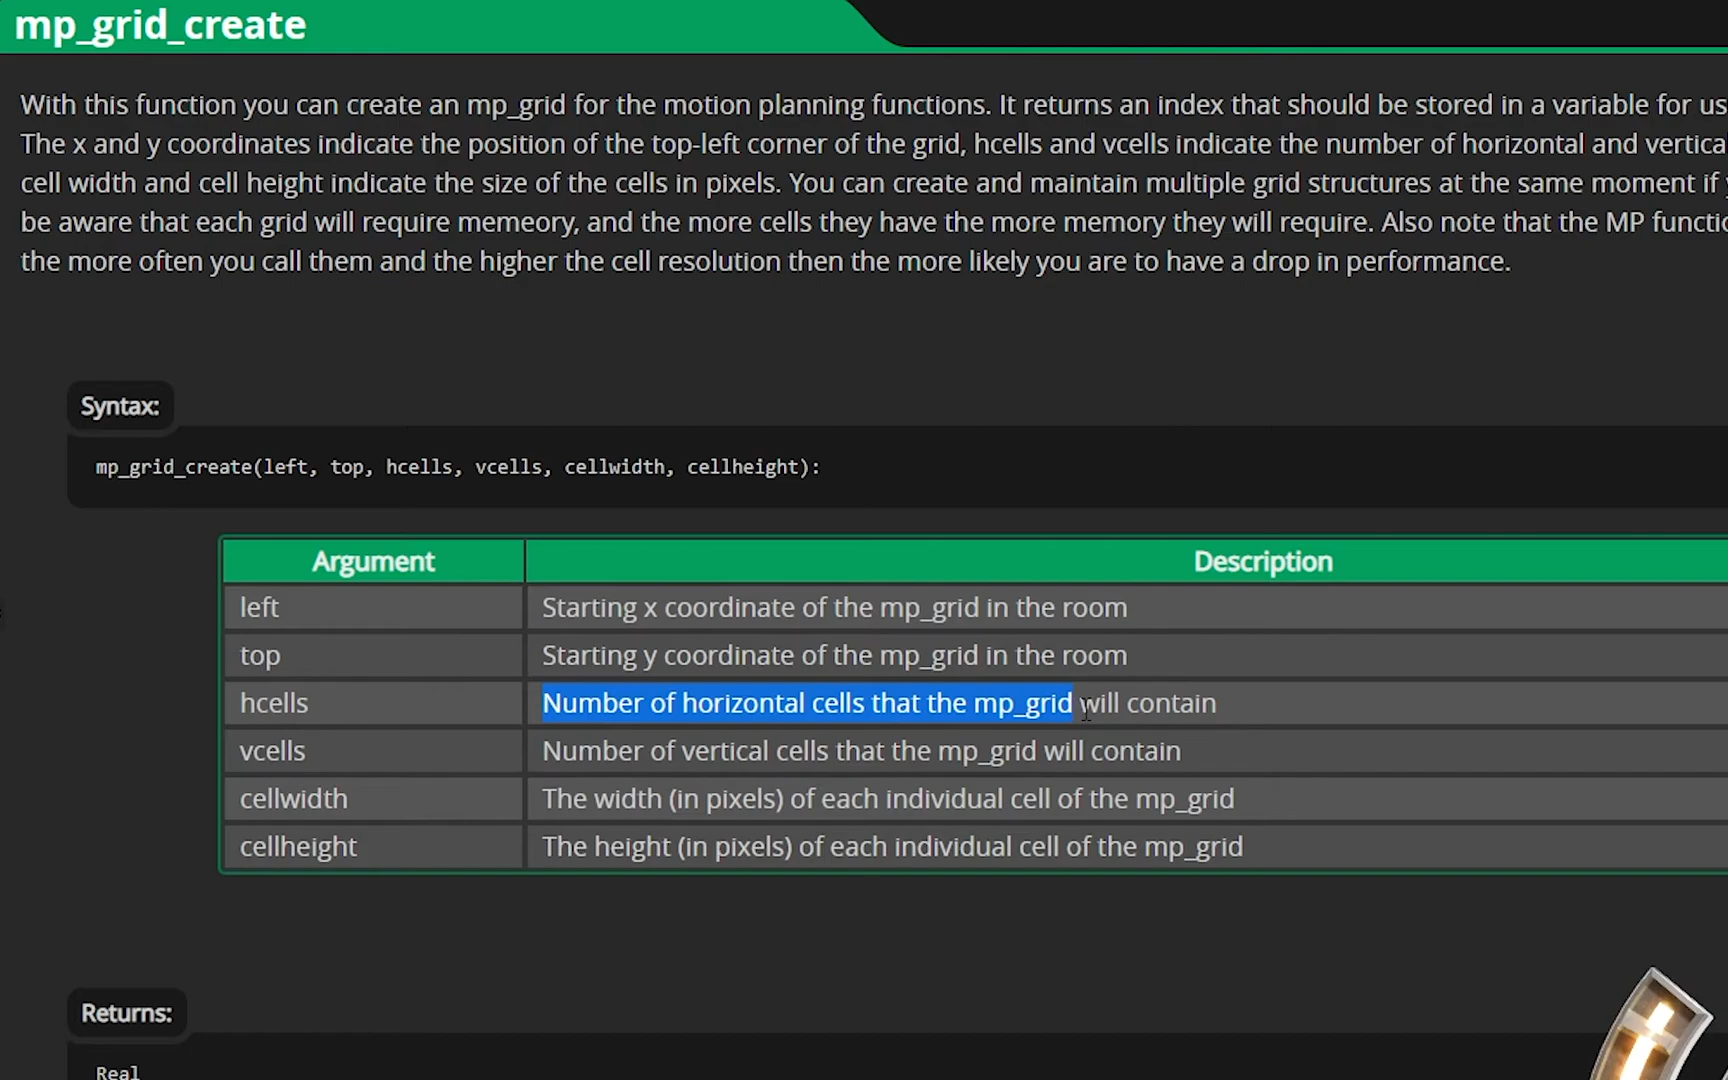 mp_grid_create
With this function you can create an mp_grid for the motion planning functions. It returns an index that should be stored in a variable for
The x and y coordinates indicate the position of the top-left corner of the grid, hcells and vcells indicate the number of horizontal and
cell width and cell height indicate the size of the cells in pixels. You can create and maintain multiple grid structures at the same moment if
be aware that each grid will require memeory, and the more cells they have the more memory they will require. Also note that the MP
the more often you call them and the higher the cell resolution then the more likely you are to have a drop in performance.
Syntax:
mp_grid_create(left, top, hcells, vcells, cellwidth, cellheight):
Argument Description
left Starting x coordinate of the mp_grid in the room
top Starting y coordinate of the mp_grid in the room
hcells Number of horizontal cells that the mp_grid will contain
vcells Number of vertical cells that the mp_grid will contain
cellwidth The width (in pixels) of each individual cell of the mp_grid
cellheight The height (in pixels) of each individual cell of the mp_grid
Returns:
Real